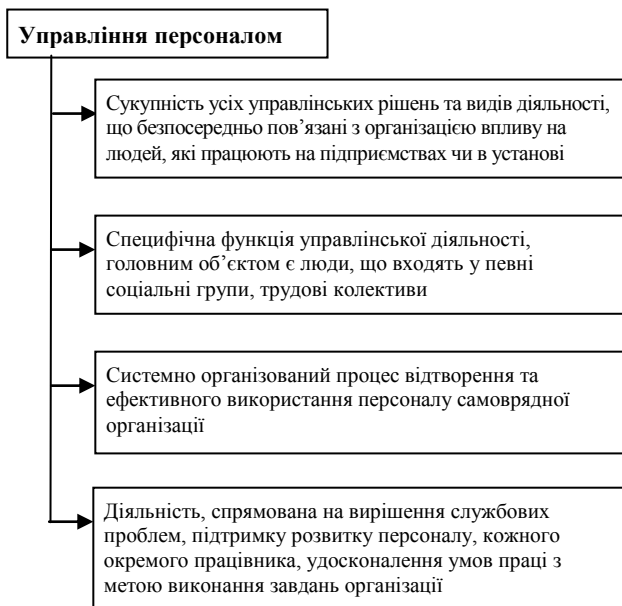 Управління персоналом
Сукупність усіх управлінських рішень та видів діяльності,
що безпосередньо пов’язані з організацією впливу на
людей, які працюють на підприємствах чи в установі
Специфічна функція управлінської діяльності,
головним об’єктом є люди, що входять у певні
соціальні групи, трудові колективи
Системно організований процес відтворення та
ефективного використання персоналу самоврядної
організації
Діяльність, спрямована на вирішення службових
проблем, підтримку розвитку персоналу, кожного
окремого працівника, удосконалення умов праці з
метою виконання завдань організації